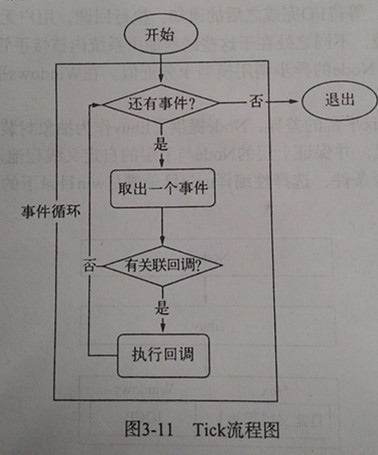 开始
还有事件?
否
退出
是
取出一个事件
事件循环
否
有关联回调?
是
执行回调
图3-11 Tick流程图